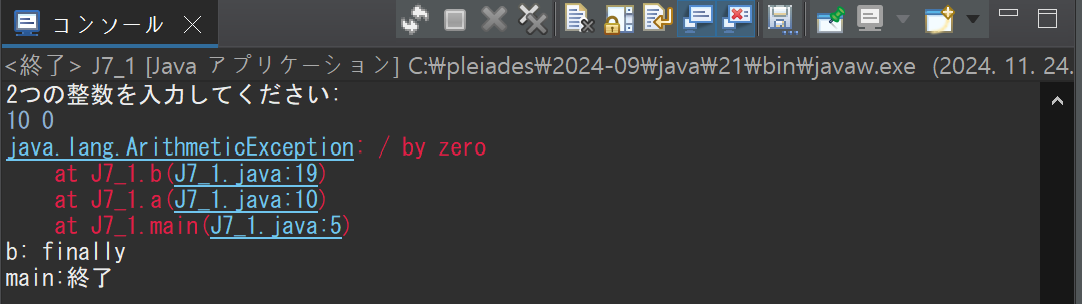 コンソール
<終了> J7_1 [Java アプリケーション] C:₩pleiades₩2024-09₩java₩21₩bin₩javaw.exe (2024. 11. 24.
2つの整数を入力してください:
10 0
java.lang.ArithmeticException: / by zero
at J7_1.b(J7_1.java:19)
at J7_1.a(J7_1.java:10)
at J7_1.main(J7_1.java:5)
b: finally
main:終了